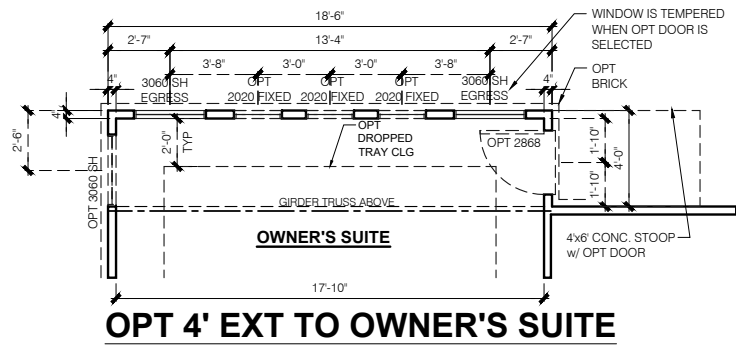 18'-6"
WINDOW IS TEMPERED
WHEN OPT DOOR IS
SELECTED
2'-7"
13'-4"
2'-7"
3'-8"
3'-0"
3'-0"
3'-8"
4"
3060 SH
EGRESS
OPT
2020 FIXED
OPT
2020 FIXED
OPT
2020 FIXED
3060 SH
EGRESS
4"
OPT
BRICK
4"
2'-6"
2'-0"
TYP
OPT
DROPPED
TRAY CLG
OPT 2868
1'-10"
4'-0"
1'-10"
OPT 3060 SH
GIRDER TRUSS ABOVE
OWNER'S SUITE
4'x6' CONC. STOOP
w/ OPT DOOR
17'-10"
OPT 4' EXT TO OWNER'S SUITE